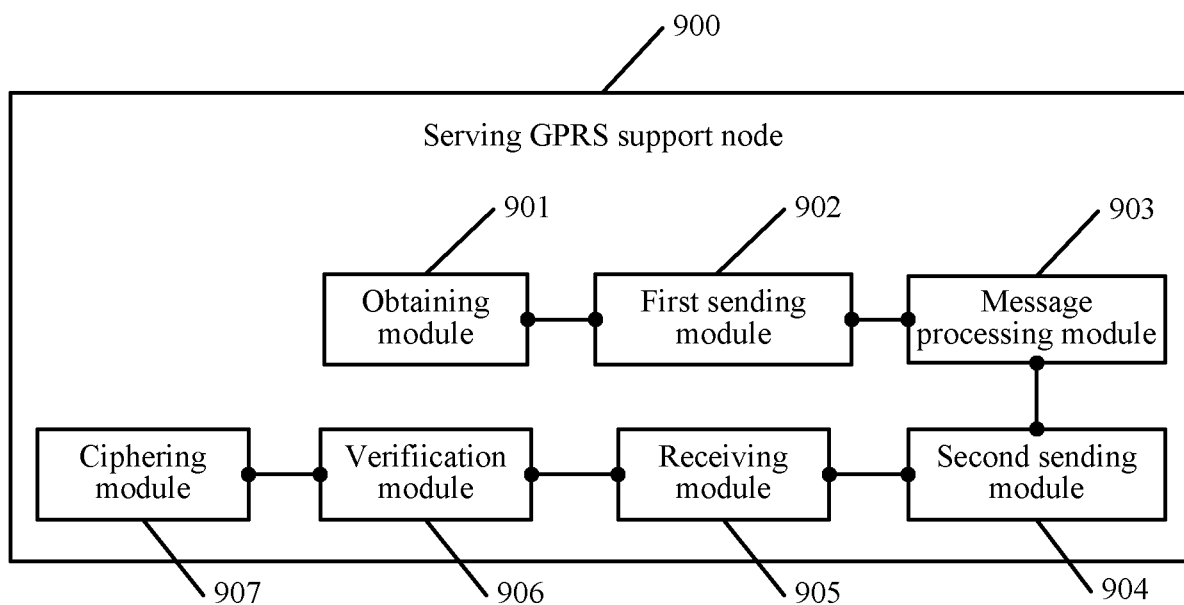 900
Serving GPRS support node
901
902
903
Obtaining
module
First sending
module
Message
processing module
Ciphering
module
Verifiication
module
Receiving
module
Second sending
module
907
906
905
904